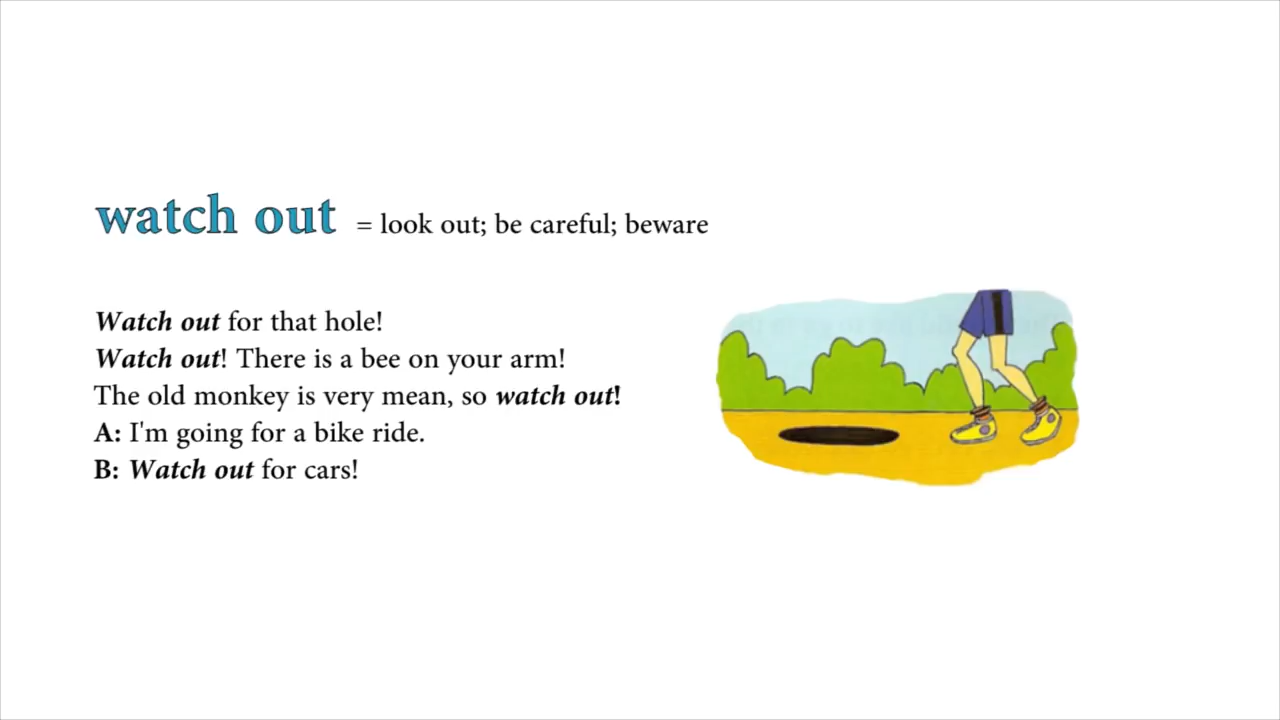 watch out = look out; be careful; beware
Watch out for that hole!
Watch out! There is a bee on your arm!
The old monkey is very mean, so watch out!
A: I'm going for a bike ride.
B: Watch out for cars!